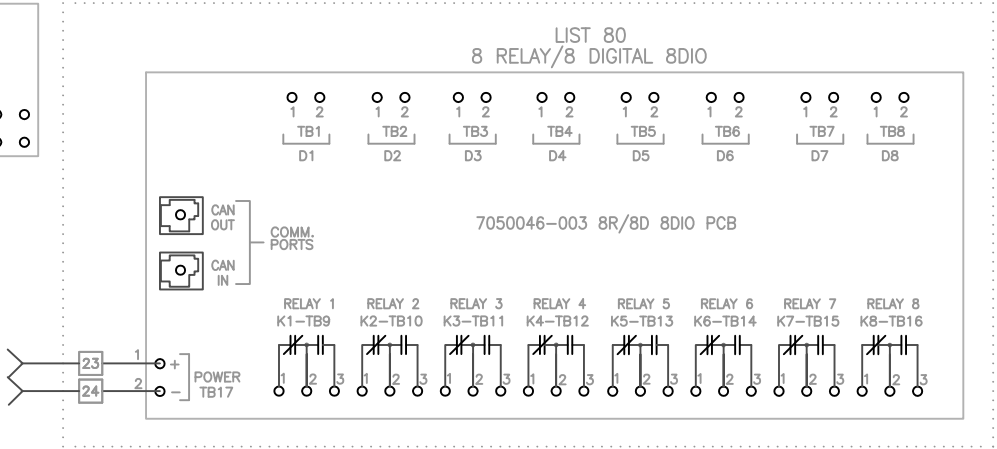 LIST 80
8 RELAY/8 DIGITAL 8DIO
1 2 1 2 1 2 1 2 1 2 1 2 1 2 1 2
TB1 TB2 TB3 TB4 TB5 TB6 TB7 TB8
D1 D2 D3 D4 D5 D6 D7 D8
CAN
OUT
COMM.
PORTS
CAN
IN
7050046-003 8R/8D 8DIO PCB
RELAY 1 RELAY 2 RELAY 3 RELAY 4 RELAY 5 RELAY 6 RELAY 7 RELAY 8
K1-TB9 K2-TB10 K3-TB11 K4-TB12 K5-TB13 K6-TB14 K7-TB15 K8-TB16
1 2 3 1 2 3 1 2 3 1 2 3 1 2 3 1 2 3 1 2 3 1 2 3
23 1 +
24 2 -
POWER
TB17